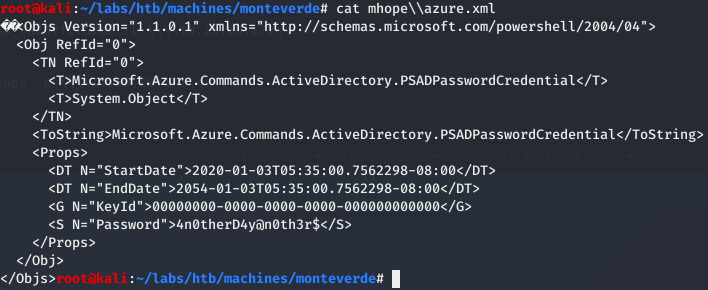 root@kali:~/labs/htb/machines/monteverde# cat mhope\\azure.xml
��<Objs Version="1.1.0.1" xmlns="http://schemas.microsoft.com/powershell/2004/04">
  <Obj RefId="0">
    <TN RefId="0">
      <T>Microsoft.Azure.Commands.ActiveDirectory.PSADPasswordCredential</T>
      <T>System.Object</T>
    </TN>
    <ToString>Microsoft.Azure.Commands.ActiveDirectory.PSADPasswordCredential</ToString>
    <Props>
      <DT N="StartDate">2020-01-03T05:35:00.7562298-08:00</DT>
      <DT N="EndDate">2054-01-03T05:35:00.7562298-08:00</DT>
      <G N="KeyId">00000000-0000-0000-0000-000000000000</G>
      <S N="Password">4n0therD4y@n0th3r$</S>
    </Props>
  </Obj>
</Objs>root@kali:~/labs/htb/machines/monteverde#